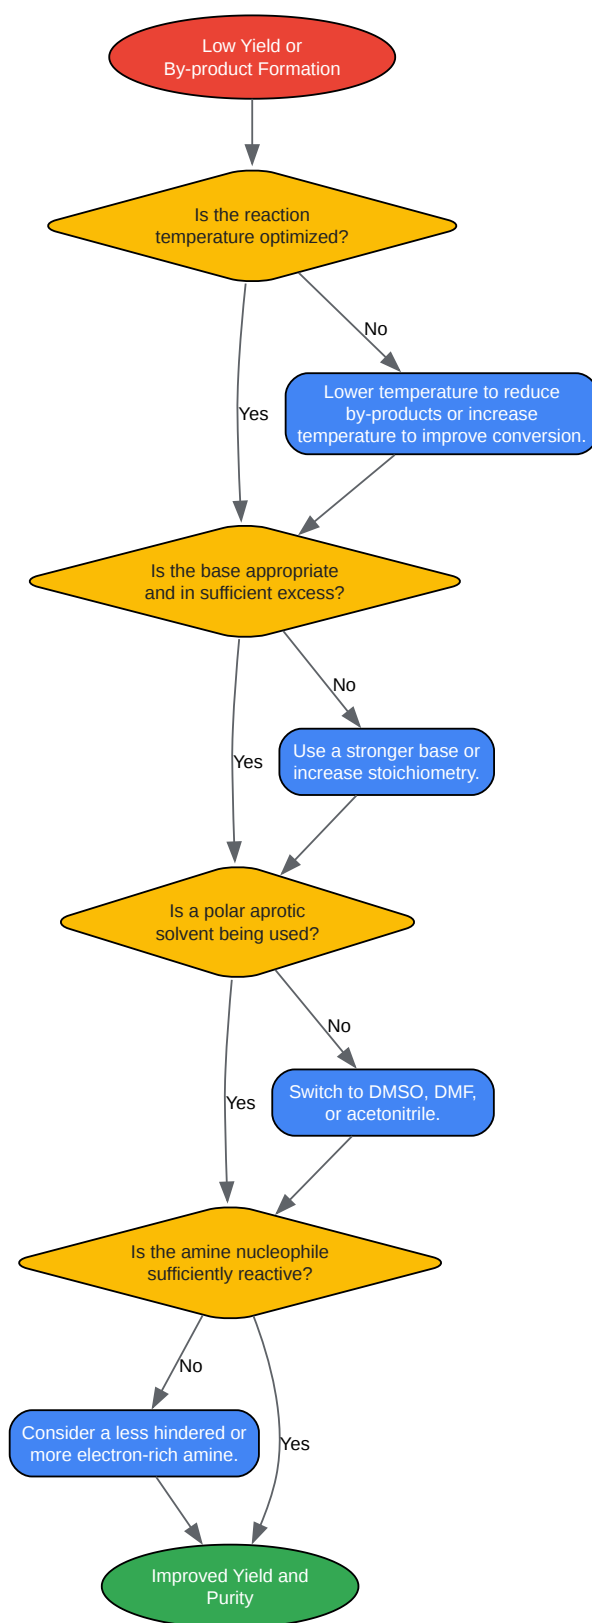 Low Yield or
By-product Formation
Is the reaction
temperature optimized?
No
Yes
Lower temperature to reduce
by-products or increase
temperature to improve conversion.
Is the base appropriate
and in sufficient excess?
No
Yes
Use a stronger base or
increase stoichiometry.
Is a polar aprotic
solvent being used?
No
Yes
Switch to DMSO, DMF,
or acetonitrile.
Is the amine nucleophile
sufficiently reactive?
No
Yes
Consider a less hindered or
more electron-rich amine.
Improved Yield and
Purity